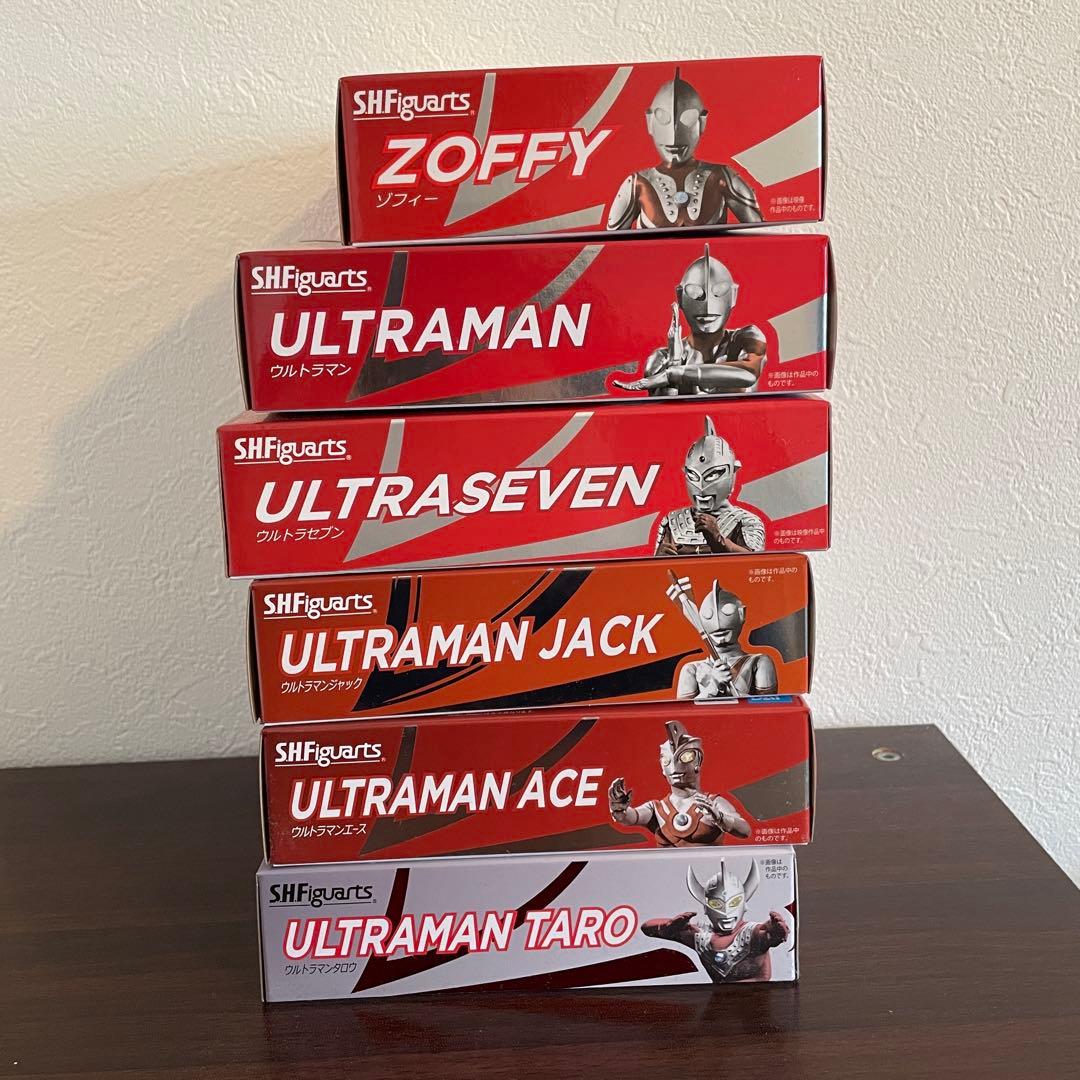 S.H.Figuarts
ZOFFY
ゾフィー
※画像は映像
作品中のものです。
S.H.Figuarts
ULTRAMAN
ウルトラマン
※画像は作品中の
ものです。
S.H.Figuarts
ULTRASEVEN
ウルトラセブン
※画像は映像作品中
のものです。
S.H.Figuarts
ULTRAMAN JACK
ウルトラマンジャック
※画像は作品中の
ものです。
S.H.Figuarts
ULTRAMAN ACE
ウルトラマンエース
※画像は作品中
のものです。
S.H.Figuarts
ULTRAMAN TARO
ウルトラマンタロウ
※画像は
作品中の
ものです。